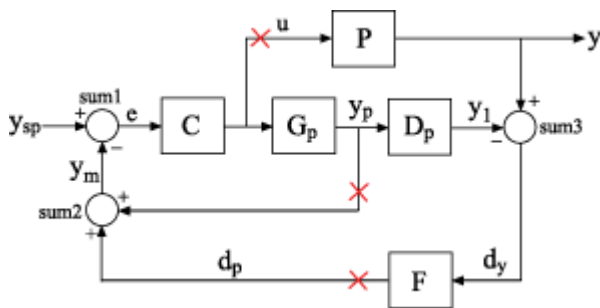 u
P
y
+
sum1
+
y_sp
e
C
G_p
y_p
D_p
y_1
sum3
−
−
y_m
+
sum2
+
d_p
F
d_y